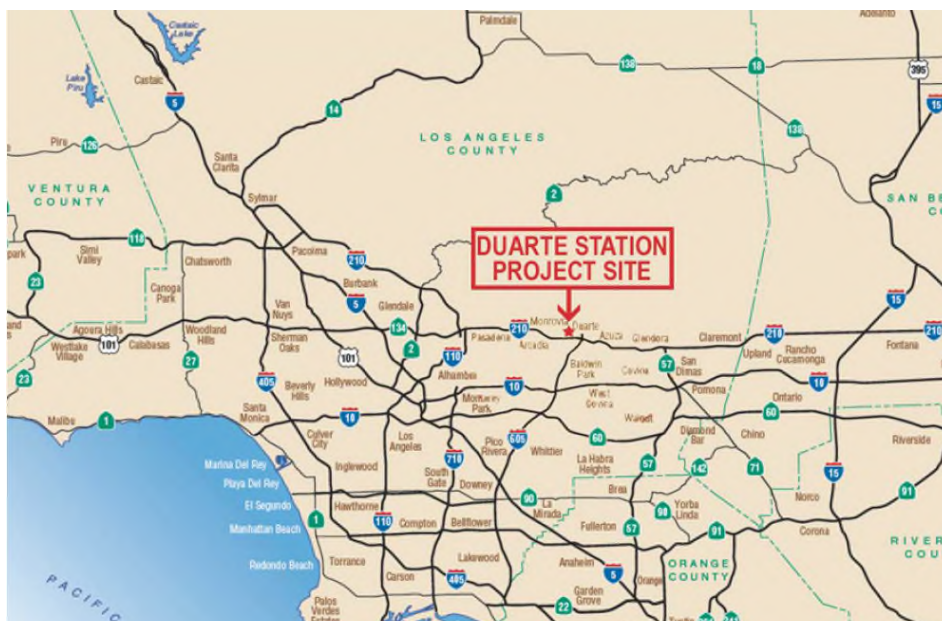 Castaic
Lake
Palmdale
Adelanto
138
18
395
Lake
Piru
Castaic
5
14
15
138
Piru
126
LOS ANGELES
COUNTY
Santa
Clarita
2
VENTURA
COUNTY
Sylmar
SAN BE
CO
118
Simi
Valley
park
Pacoima
210
DUARTE STATION
PROJECT SITE
Chatsworth
23
Canoga
Park
Burbank
5
15
Glendale
Van
Nuys
134
210
Monrovia
Duarte
Azusa
Glendora
Claremont
210
210
Agoura Hills
101
Calabasas
Woodland
Hills
Sherman
Oaks
101
2
110
Pasadena
Arcadia
Upland
Rancho
Cucamonga
Fontana
Westlake
Village
27
Hollywood
Alhambra
Baldwin
Park
Covina
57
San
Dimas
23
405
Beverly
Hills
10
Monterey
Park
West
Covina
Pomona
10
Malibu
1
Santa
Monica
10
Walnut
Ontario
60
Culver
City
Los
Angeles
Pico
Rivera
605
60
Diamond
Bar
Chino
Riverside
Marina Del Rey
Inglewood
710
Whittier
La Habra
Heights
57
142
71
15
Playa Del Rey
South
Gate
Downey
90
La
Mirada
Brea
Norco
91
El Segundo
Hawthorne
1
110
Compton
Bellflower
Fullerton
57
90
Yorba
Linda
91
Corona
Manhattan Beach
Redondo Beach
Torrance
Lakewood
Anaheim
ORANGE
COUNTY
RIVER
COU
Carson
405
5
Orange
PACIFIC
Palos
Verdes
22
Garden
Grove